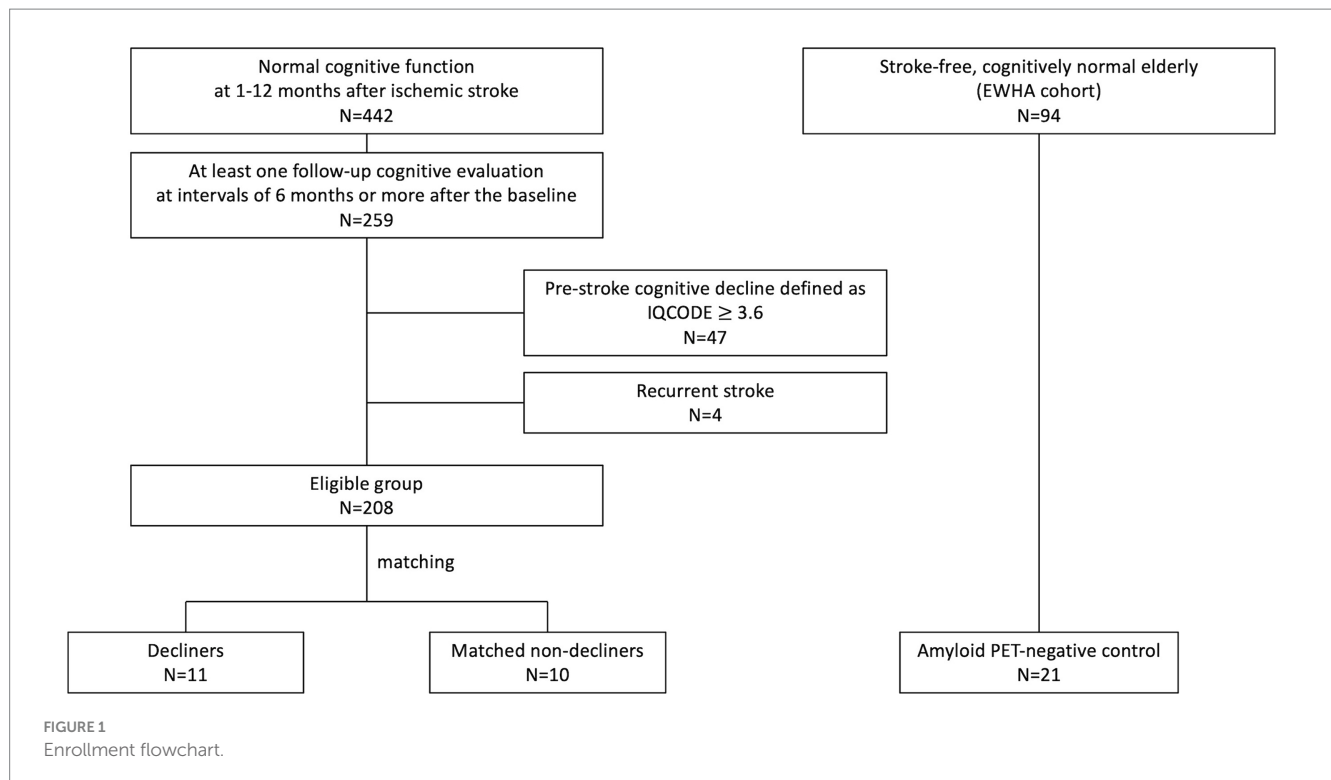 Normal cognitive function
at 1-12 months after ischemic stroke
N=442
Stroke-free, cognitively normal elderly
(EWHA cohort)
N=94
At least one follow-up cognitive evaluation
at intervals of 6 months or more after the baseline
N=259
Pre-stroke cognitive decline defined as
IQCODE ≥ 3.6
N=47
Recurrent stroke
N=4
Eligible group
N=208
matching
Decliners
N=11
Matched non-decliners
N=10
Amyloid PET-negative control
N=21
FIGURE 1
Enrollment flowchart.